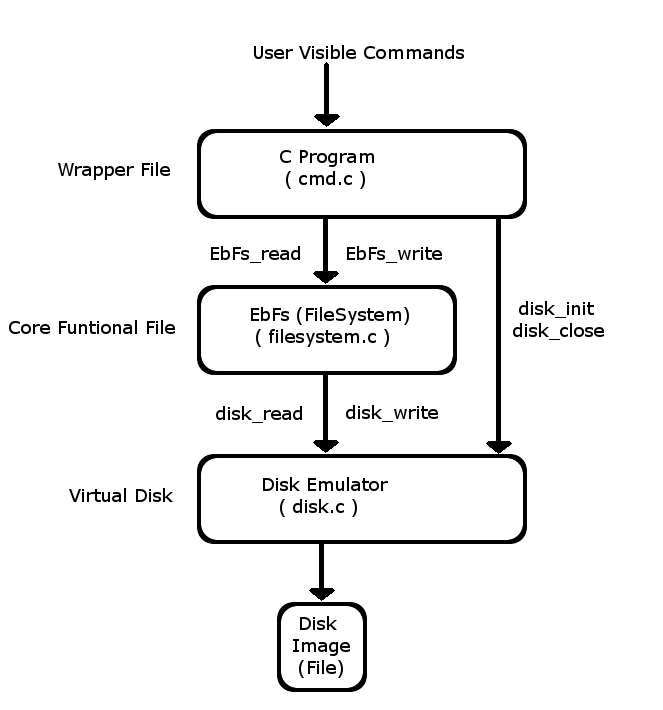 User Visible Commands
Wrapper File
C Program
( cmd.c )
EbFs_read
EbFs_write
Core Funtional File
EbFs (FileSystem)
( filesystem.c )
disk_init
disk_close
disk_read
disk_write
Virtual Disk
Disk Emulator
( disk.c )
Disk
Image
(File)